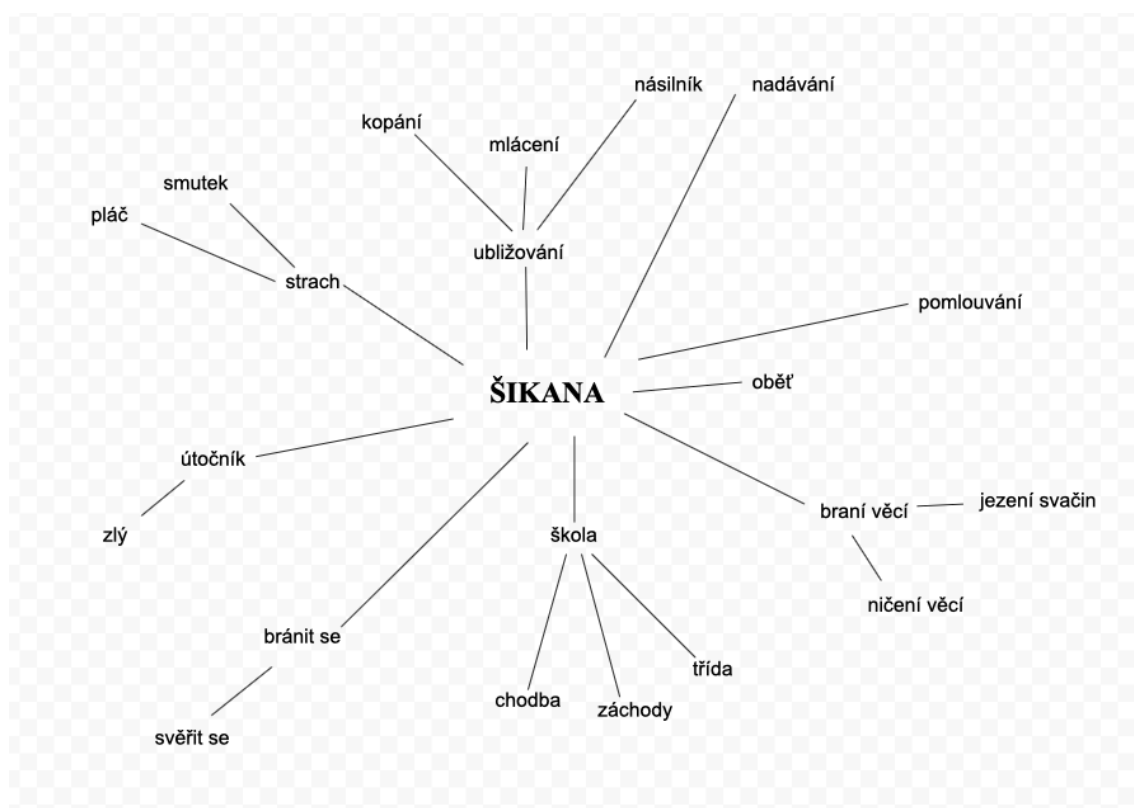 násilník
nadávání
kopání
mlácení
smutek
pláč
ubližování
strach
pomlouvání
oběť
ŠIKANA
útočník
zlý
braní věcí
jezení svačin
škola
ničení věcí
bránit se
třída
chodba
záchody
svěřit se